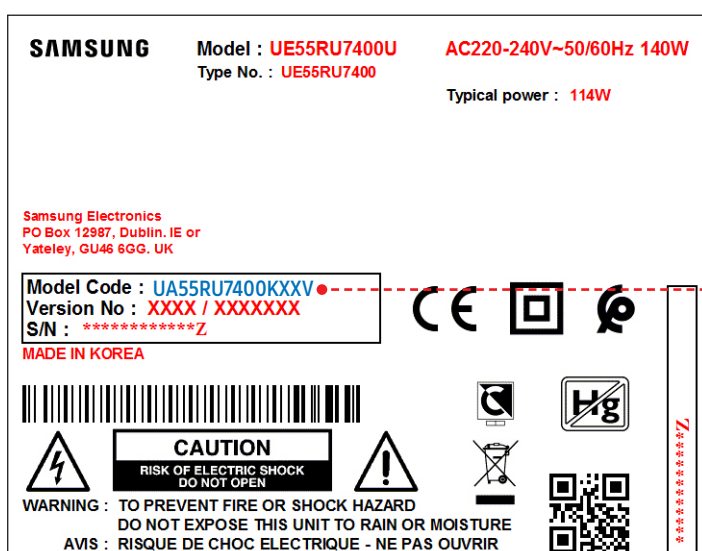 SAMSUNG
Model : UE55RU7400U
Type No. : UE55RU7400
AC220-240V~50/60Hz 140W
Typical power : 114W
Samsung Electronics
PO Box 12987, Dublin. IE or
Yateley, GU46 6GG. UK
Model Code : UA55RU7400KXXV
Version No : XXXX / XXXXXXX
S/N : ************Z
MADE IN KOREA
CE
Hg
CAUTION
RISK OF ELECTRIC SHOCK
DO NOT OPEN
WARNING : TO PREVENT FIRE OR SHOCK HAZARD
DO NOT EXPOSE THIS UNIT TO RAIN OR MOISTURE
AVIS : RISQUE DE CHOC ELECTRIQUE - NE PAS OUVRIR